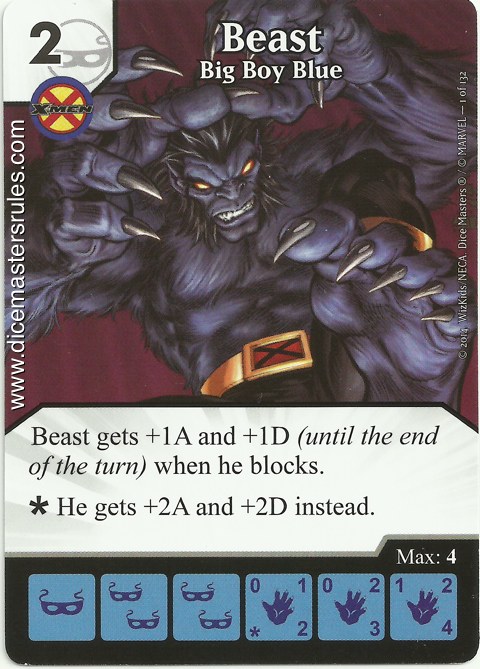 2
Beast
Big Boy Blue
X-MEN
www.dicemastersrules.com
© 2014 WizKids/NECA. Dice Masters ® / © MARVEL — 1 of 132
Beast gets +1A and +1D (until the end
of the turn) when he blocks.
* He gets +2A and +2D instead.
Max: 4
0 1
* 2
0 2
3
1 2
4